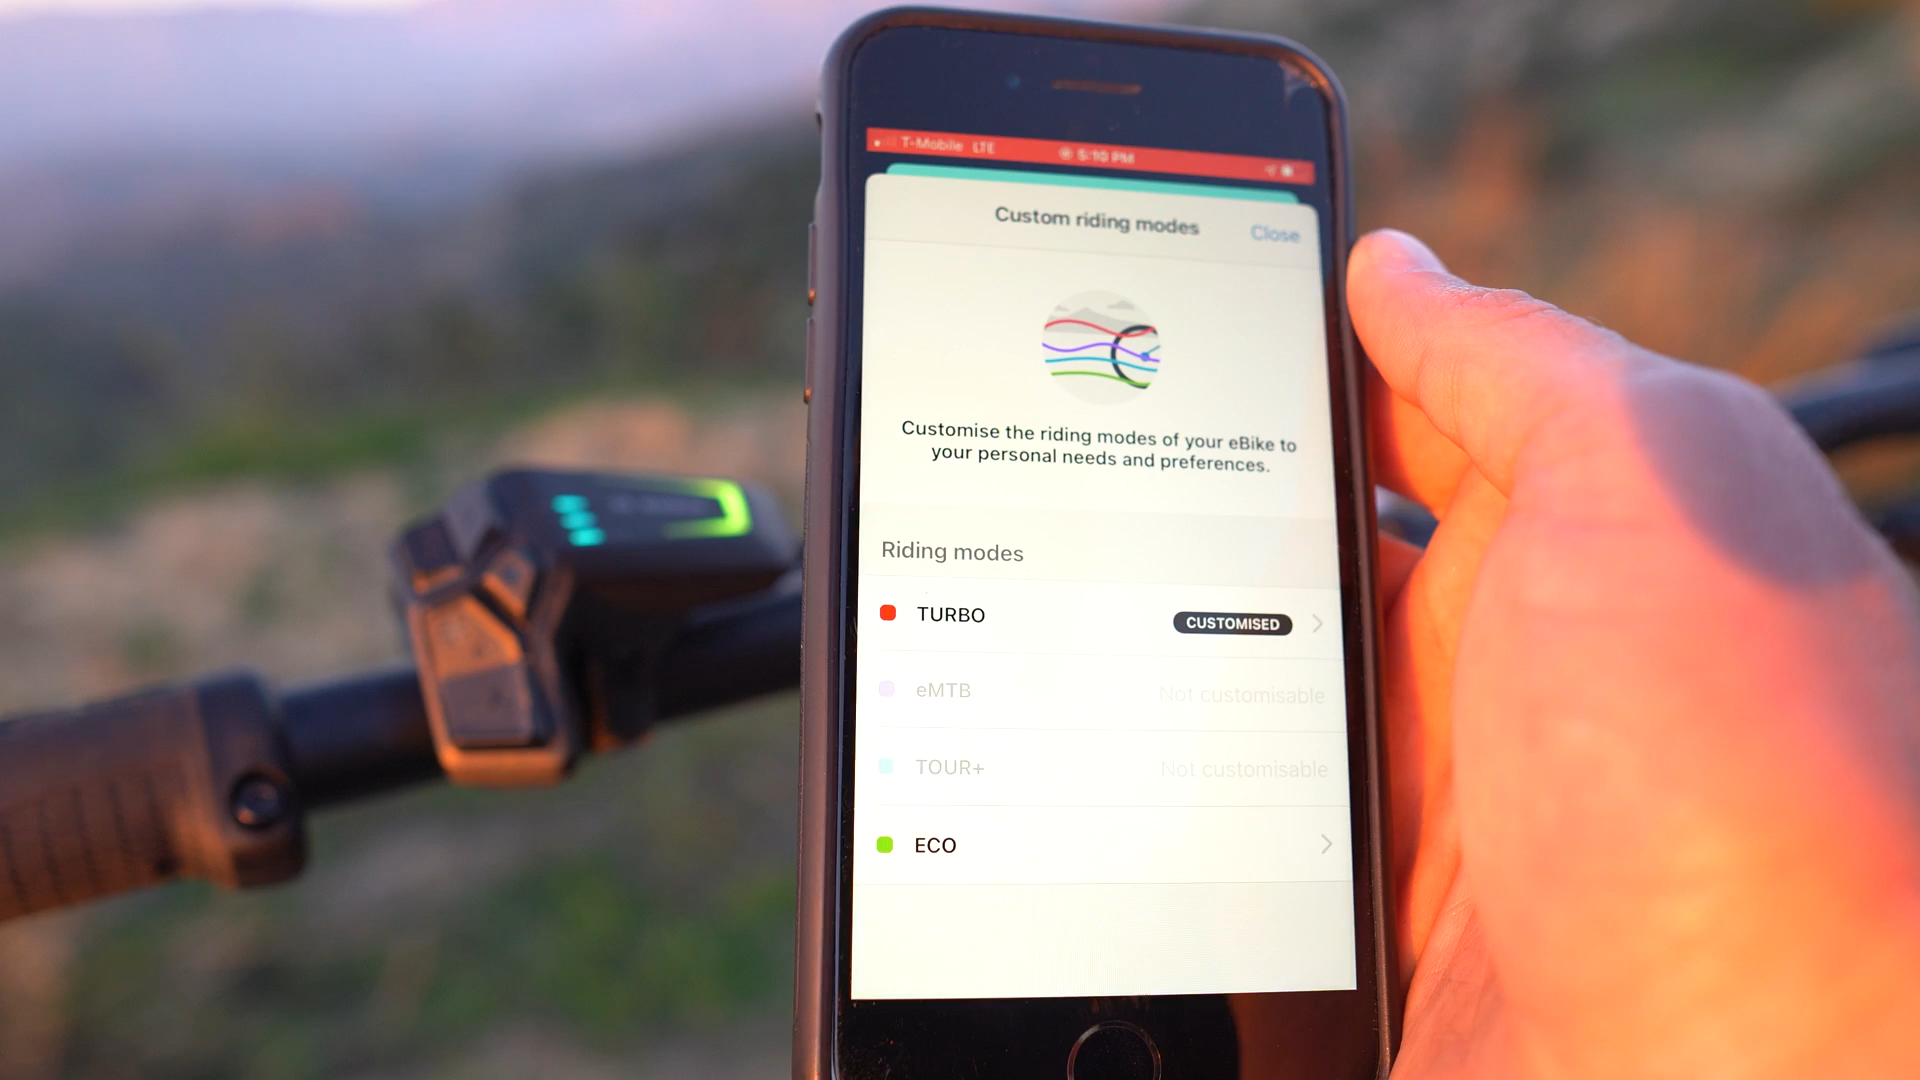 T-Mobile LTE 5:10 PM
Custom riding modes Close
Customise the riding modes of your eBike to
your personal needs and preferences.
Riding modes
TURBO CUSTOMISED
eMTB Not customisable
TOUR+ Not customisable
ECO